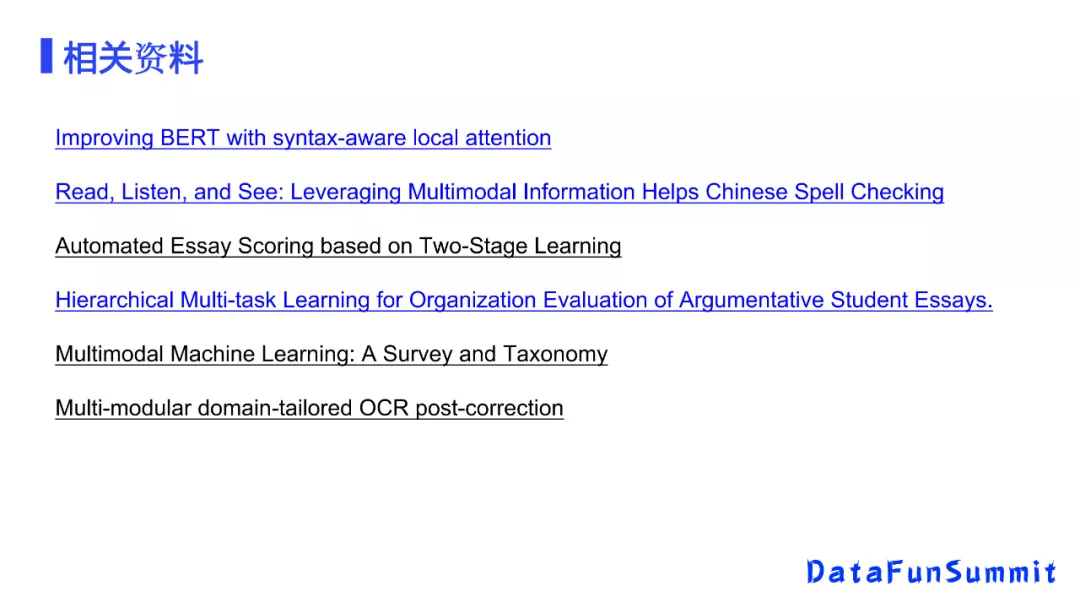 相关资料
Improving BERT with syntax-aware local attention
Read, Listen, and See: Leveraging Multimodal Information Helps Chinese Spell Checking
Automated Essay Scoring based on Two-Stage Learning
Hierarchical Multi-task Learning for Organization Evaluation of Argumentative Student Essays.
Multimodal Machine Learning: A Survey and Taxonomy
Multi-modular domain-tailored OCR post-correction
DataFunSummit